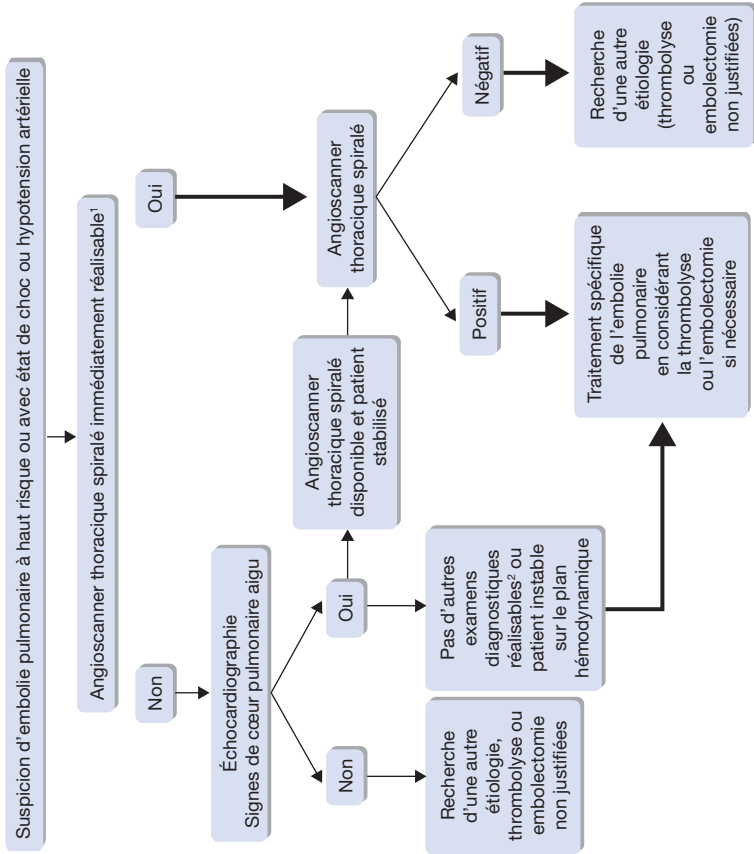 Suspicion d'embolie pulmonaire à haut risque ou avec état de choc ou hypotension artérielle
Angioscanner thoracique spiralé immédiatement réalisable¹
Non
Oui
Échocardiographie
Signes de cœur pulmonaire aigu
Non
Oui
Angioscanner
thoracique spiralé
disponible et patient
stabilisé
Angioscanner
thoracique spiralé
Recherche
d'une autre
étiologie,
thrombolyse ou
embolectomie
non justifiées
Pas d'autres
examens
diagnostiques
réalisables² ou
patient instable
sur le plan
hémodynamique
Positif
Négatif
Traitement spécifique
de l'embolie
pulmonaire
en considérant
la thrombolyse
ou l'embolectomie
si nécessaire
Recherche
d'une autre
étiologie
(thrombolyse
ou
embolectomie
non justifiées)